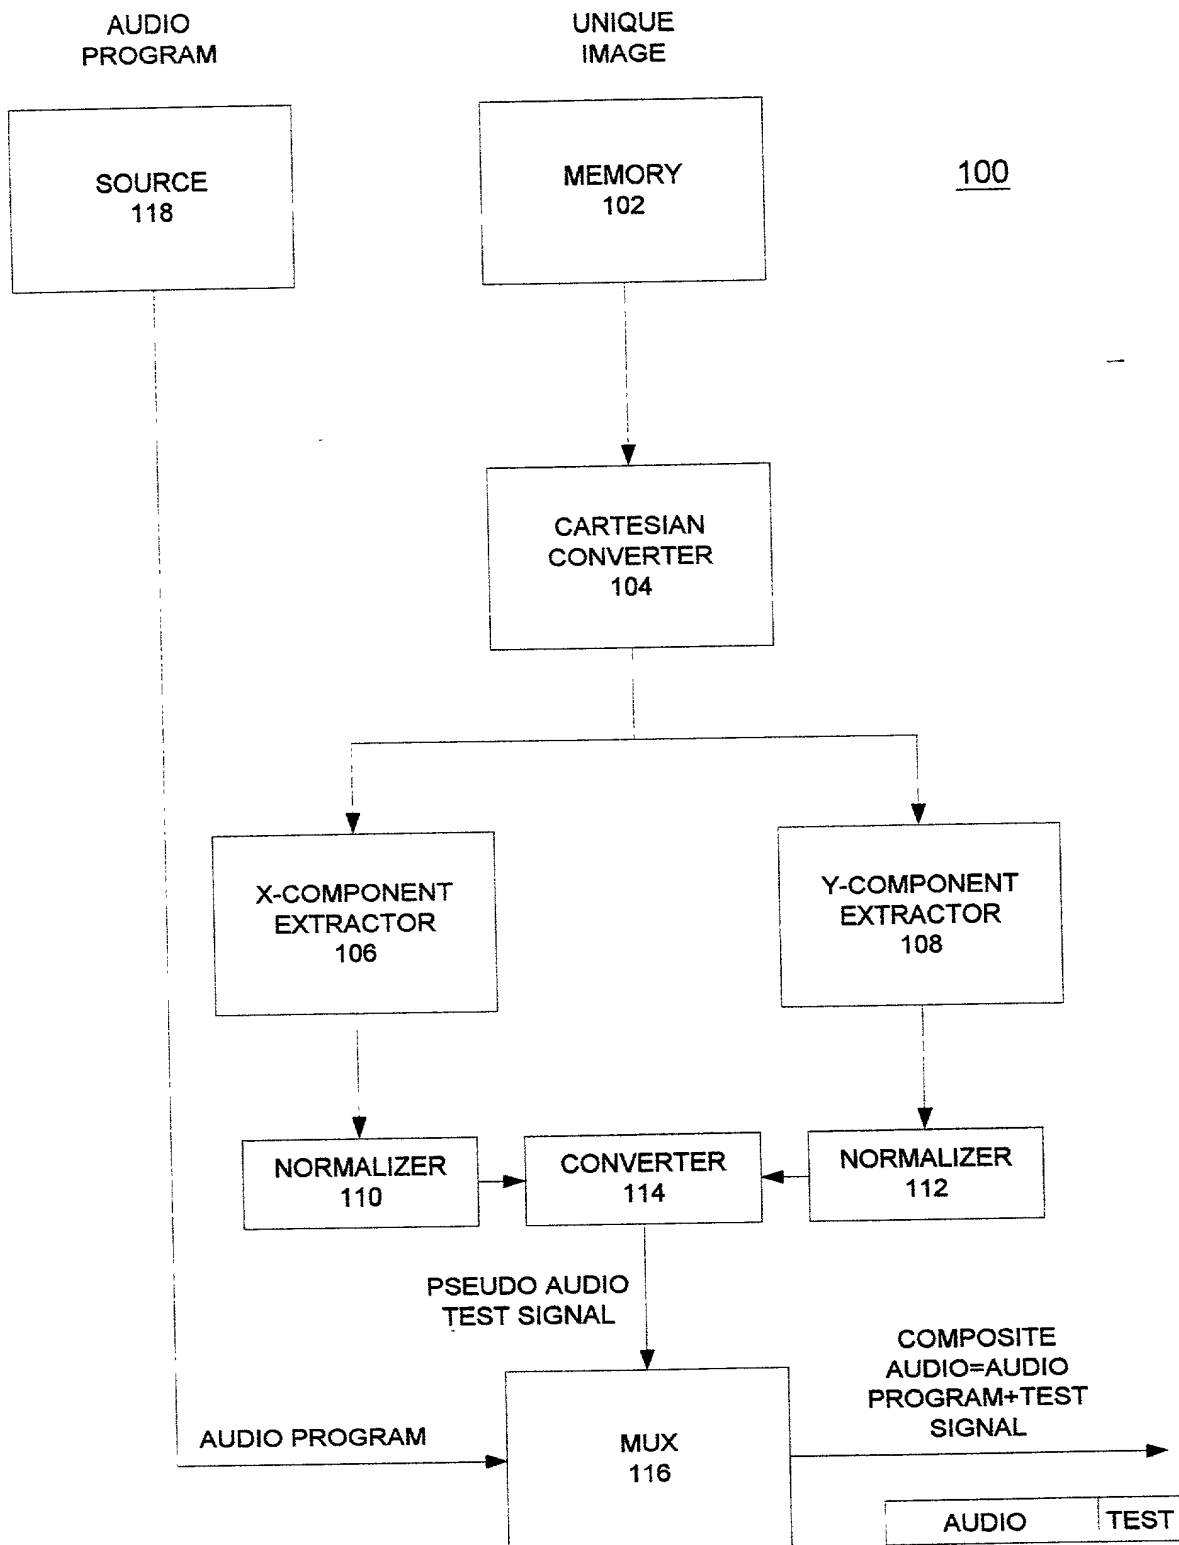 AUDIO
PROGRAM
UNIQUE
IMAGE
SOURCE
118
MEMORY
102
100
CARTESIAN
CONVERTER
104
X-COMPONENT
EXTRACTOR
106
Y-COMPONENT
EXTRACTOR
108
NORMALIZER
110
CONVERTER
114
NORMALIZER
112
PSEUDO AUDIO
TEST SIGNAL
COMPOSITE
AUDIO=AUDIO
PROGRAM+TEST
SIGNAL
AUDIO PROGRAM
MUX
116
AUDIO
TEST